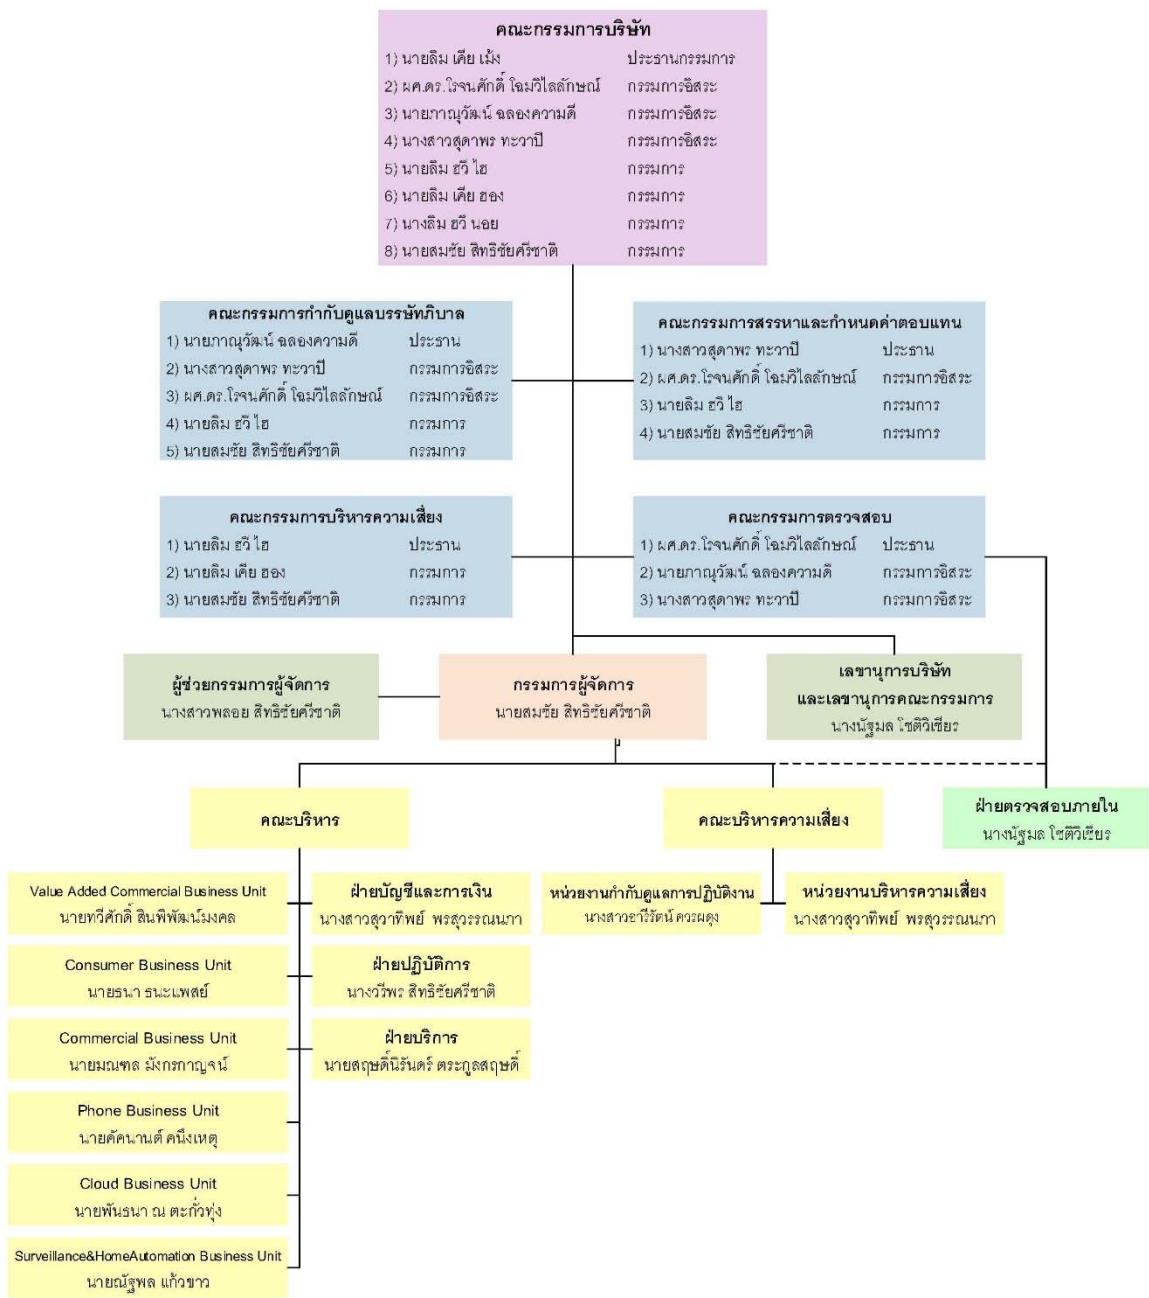 คณะกรรมการบริษัท
1) นายลิม เคีย เม้ง ประธานกรรมการ
2) ผศ.ดร.โรจนศักดิ์ โฉมวิไลลักษณ์ กรรมการอิสระ
3) นายภาณุวัฒน์ ฉลองความดี กรรมการอิสระ
4) นางสาวสุดาพร ทะวาปี กรรมการอิสระ
5) นายลิม ฮวี ไฮ กรรมการ
6) นายลิม เคีย ฮอง กรรมการ
7) นางลิม ฮวี นอย กรรมการ
8) นายสมชัย สิทธิชัยศรีชาติ กรรมการ
คณะกรรมการกำกับดูแลบรรษัทภิบาล
1) นายภาณุวัฒน์ ฉลองความดี ประธาน
2) นางสาวสุดาพร ทะวาปี กรรมการอิสระ
3) ผศ.ดร.โรจนศักดิ์ โฉมวิไลลักษณ์ กรรมการอิสระ
4) นายลิม ฮวี ไฮ กรรมการ
5) นายสมชัย สิทธิชัยศรีชาติ กรรมการ
คณะกรรมการสรรหาและกำหนดค่าตอบแทน
1) นางสาวสุดาพร ทะวาปี ประธาน
2) ผศ.ดร.โรจนศักดิ์ โฉมวิไลลักษณ์ กรรมการอิสระ
3) นายลิม ฮวี ไฮ กรรมการ
4) นายสมชัย สิทธิชัยศรีชาติ กรรมการ
คณะกรรมการบริหารความเสี่ยง
1) นายลิม ฮวี ไฮ ประธาน
2) นายลิม เคีย ฮอง กรรมการ
3) นายสมชัย สิทธิชัยศรีชาติ กรรมการ
คณะกรรมการตรวจสอบ
1) ผศ.ดร.โรจนศักดิ์ โฉมวิไลลักษณ์ ประธาน
2) นายภาณุวัฒน์ ฉลองความดี กรรมการอิสระ
3) นางสาวสุดาพร ทะวาปี กรรมการอิสระ
ผู้ช่วยกรรมการผู้จัดการ
นางสาวพลอย สิทธิชัยศรีชาติ
กรรมการผู้จัดการ
นายสมชัย สิทธิชัยศรีชาติ
เลขานุการบริษัท
และเลขานุการคณะกรรมการ
นางนัฐมล โชติวิเชียร
คณะบริหาร
คณะบริหารความเสี่ยง
ฝ่ายตรวจสอบภายใน
นางนัฐมล โชติวิเชียร
Value Added Commercial Business Unit
นายทวีศักดิ์ สินพิพัฒน์มงคล
ฝ่ายบัญชีและการเงิน
นางสาวสุวาทิพย์ พรสุวรรณนภา
หน่วยงานกำกับดูแลการปฏิบัติงาน
นางสาวอารีรัตน์ ควรผดุง
หน่วยงานบริหารความเสี่ยง
นางสาวสุวาทิพย์ พรสุวรรณนภา
Consumer Business Unit
นายธนา ธนะแพสย์
ฝ่ายปฏิบัติการ
นางวรีพร สิทธิชัยศรีชาติ
Commercial Business Unit
นายมณฑล มังกรกาญจน์
ฝ่ายบริการ
นายสฤษดิ์นิรันดร์ ตระกูลสฤษดิ์
Phone Business Unit
นายคัคนานต์ คนึงเหตุ
Cloud Business Unit
นายพันธนา ณ ตะกั่วทุ่ง
Surveillance&HomeAutomation Business Unit
นายณัฐพล แก้วขาว